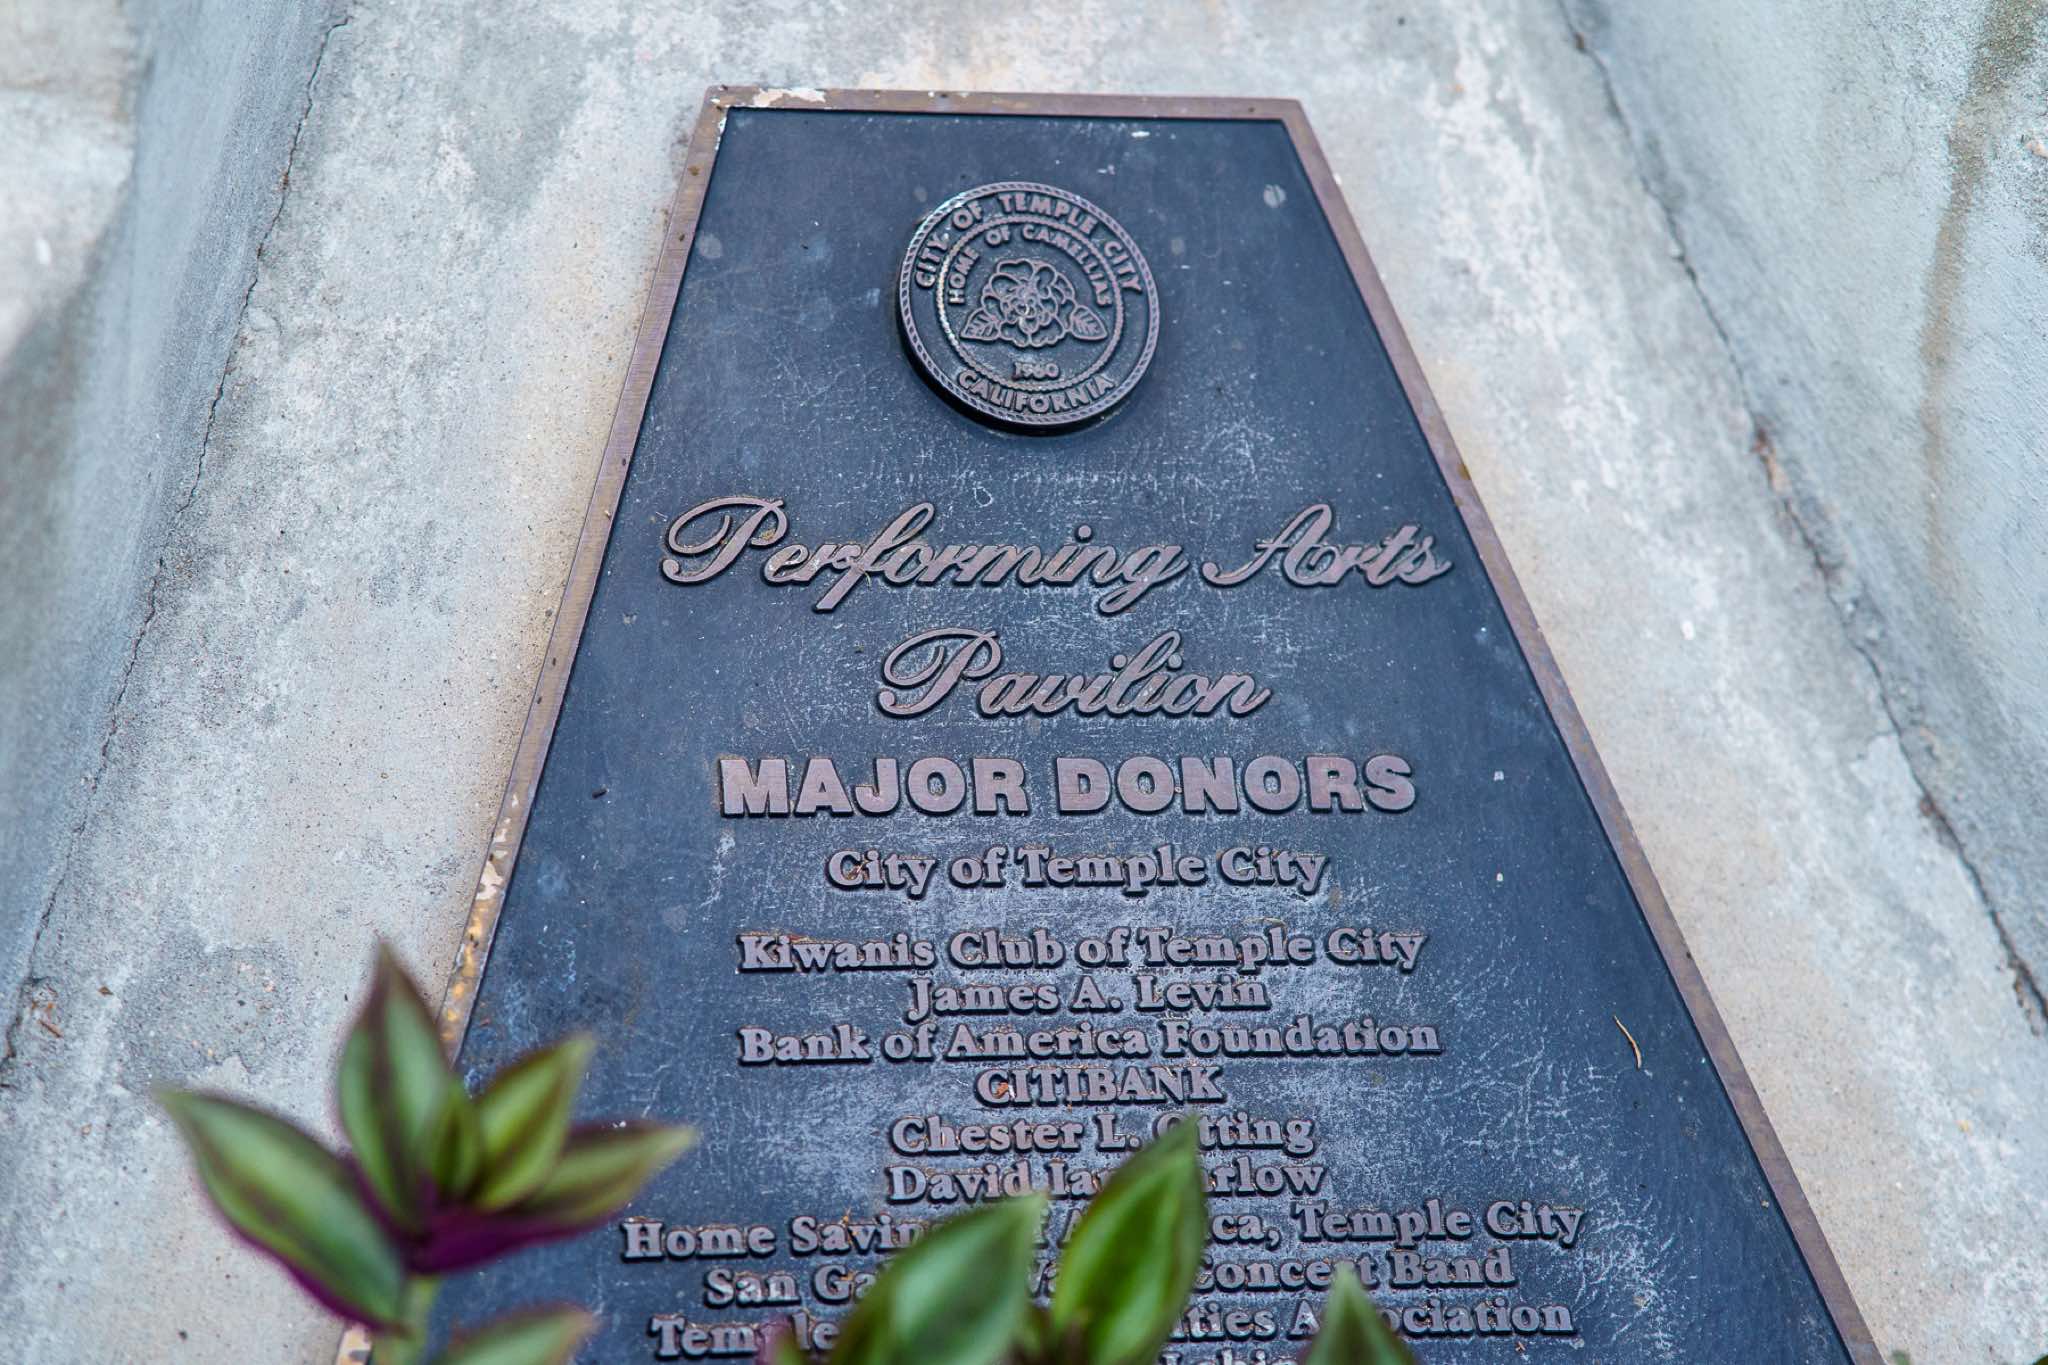 CITY OF TEMPLE CITY
HOME OF CAMELLIAS
1960
CALIFORNIA
Performing Arts
Pavilion
MAJOR DONORS
City of Temple City
Kiwanis Club of Temple City
James A. Levin
Bank of America Foundation
CITIBANK
Chester L.
David
Home America, Temple City
San Concert Band
Temple Association